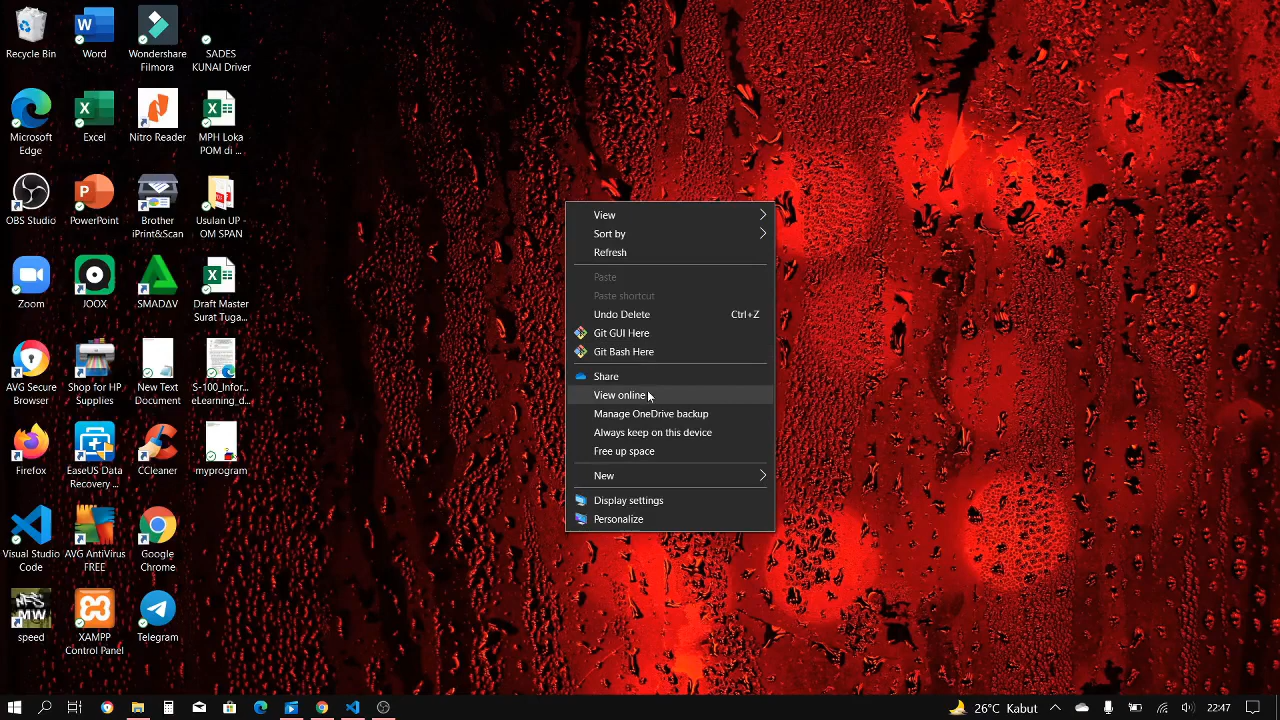 Recycle Bin
Word
Wondershare
Filmora
SADES
KUNAI Driver
Microsoft
Edge
Excel
Nitro Reader
MPH Loka
POM di ...
OBS Studio
PowerPoint
Brother
iPrint&Scan
Usulan UP -
OM SPAN
Zoom
JOOX
SMADΔV
Draft Master
Surat Tuga...
AVG Secure
Browser
Shop for HP
Supplies
New Text
Document
S-100_Infor...
eLearning_d...
Firefox
EaseUS Data
Recovery ...
CCleaner
myprogram
Visual Studio
Code
AVG AntiVirus
FREE
Google
Chrome
speed
XAMPP
Control Panel
Telegram
View
Sort by
Refresh
Paste
Paste shortcut
Undo Delete Ctrl+Z
Git GUI Here
Git Bash Here
Share
View online
Manage OneDrive backup
Always keep on this device
Free up space
New
Display settings
Personalize
26°C Kabut
22:47